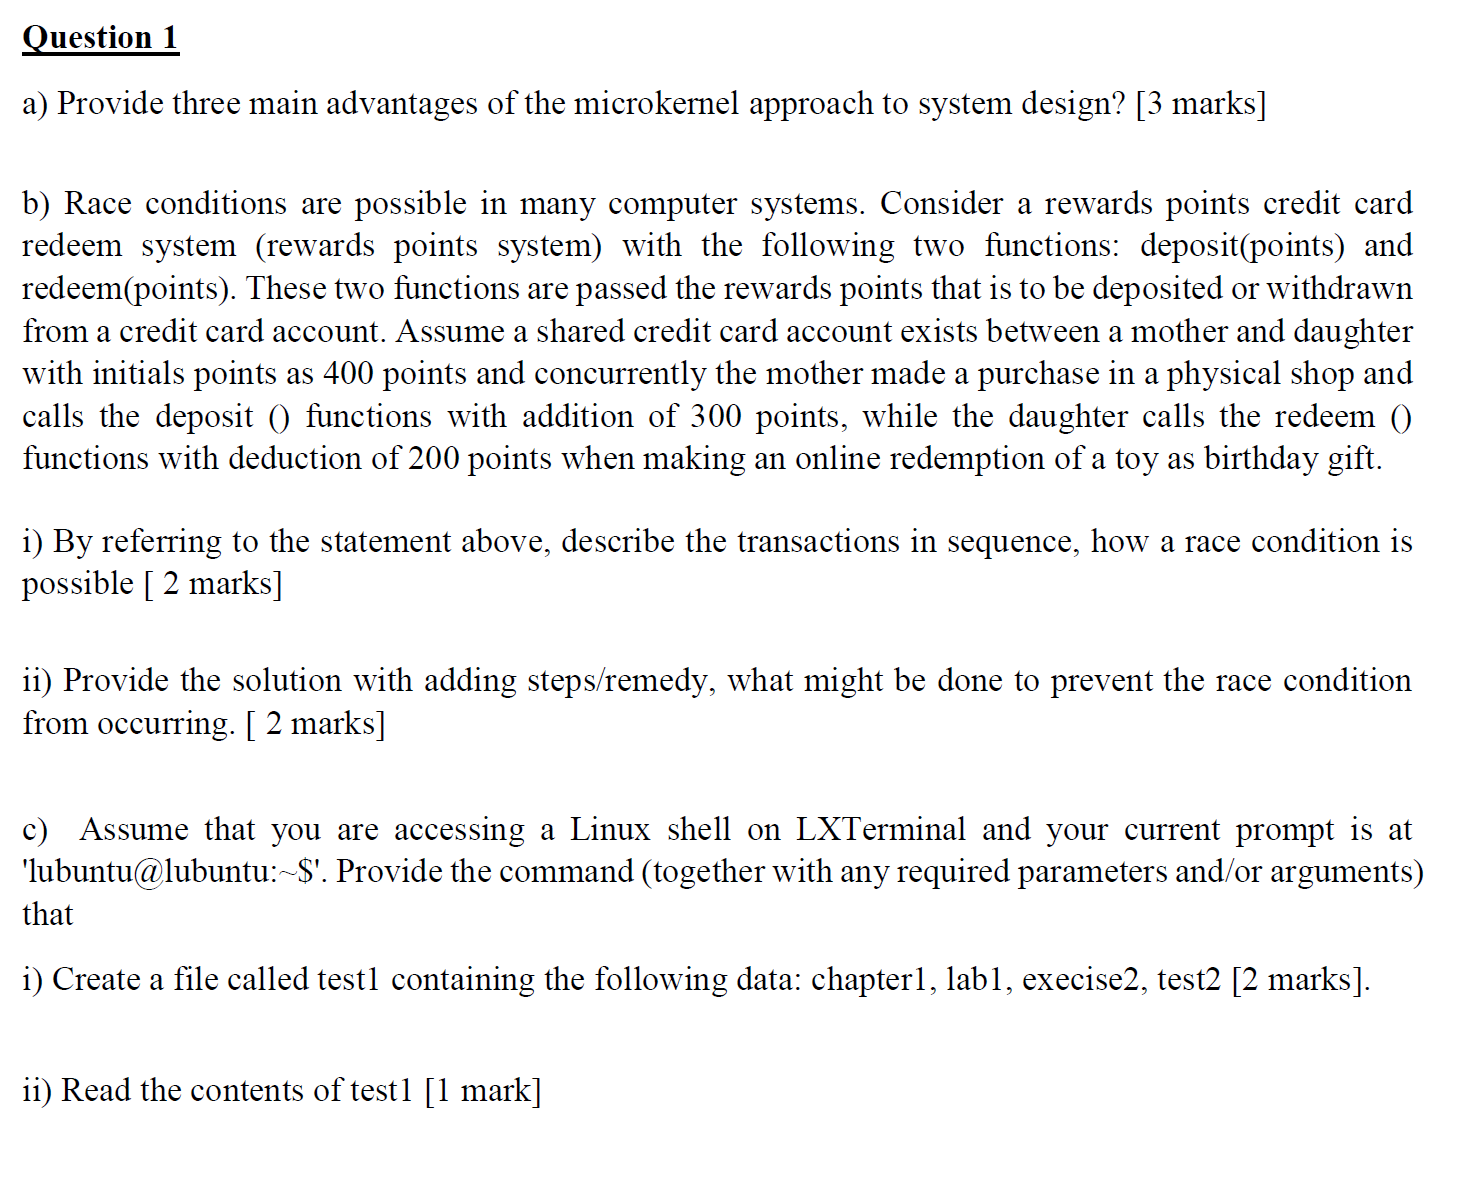 Question 1
a) Provide three main advantages of the microkernel approach to system design? [3 marks]
b) Race conditions are possible in many computer systems. Consider a rewards points credit card
redeem system (rewards points system) with the following two functions: deposit(points) and
redeem(points). These two functions are passed the rewards points that is to be deposited or withdrawn
from a credit card account. Assume a shared credit card account exists between a mother and daughter
with initials points as 400 points and concurrently the mother made a purchase in a physical shop and
calls the deposit () functions with addition of 300 points, while the daughter calls the redeem ()
functions with deduction of 200 points when making an online redemption of a toy as birthday gift.
i) By referring to the statement above, describe the transactions in sequence, how a race condition is
possible [ 2 marks]
ii) Provide the solution with adding steps/remedy, what might be done to prevent the race condition
from occurring. [ 2 marks]
c) Assume that you are accessing a Linux shell on LXTerminal and your current prompt is at
'lubuntu@lubuntu:~$'. Provide the command (together with any required parameters and/or arguments)
that
i) Create a file called test1 containing the following data: chapter1, lab1, execise2, test2 [2 marks].
ii) Read the contents of test1 [1 mark]